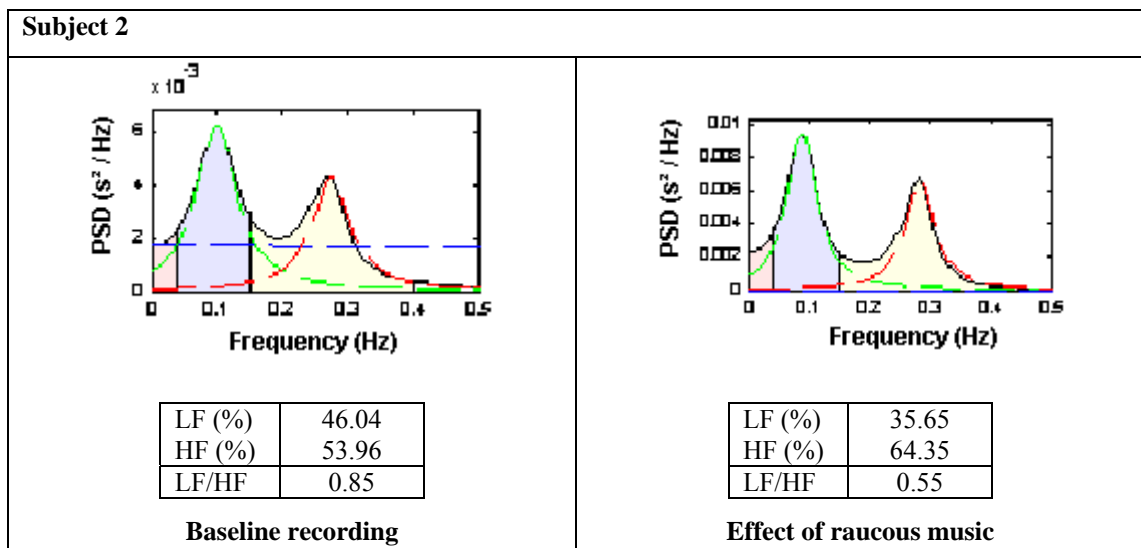 Subject 2
x 10⁻³
PSD (s² / Hz)
6
4
2
0
0 0.1 0.2 0.3 0.4 0.5
Frequency (Hz)
LF (%) 46.04
HF (%) 53.96
LF/HF 0.85
Baseline recording
PSD (s² / Hz)
0.01
0.008
0.006
0.004
0.002
0
0 0.1 0.2 0.3 0.4 0.5
Frequency (Hz)
LF (%) 35.65
HF (%) 64.35
LF/HF 0.55
Effect of raucous music